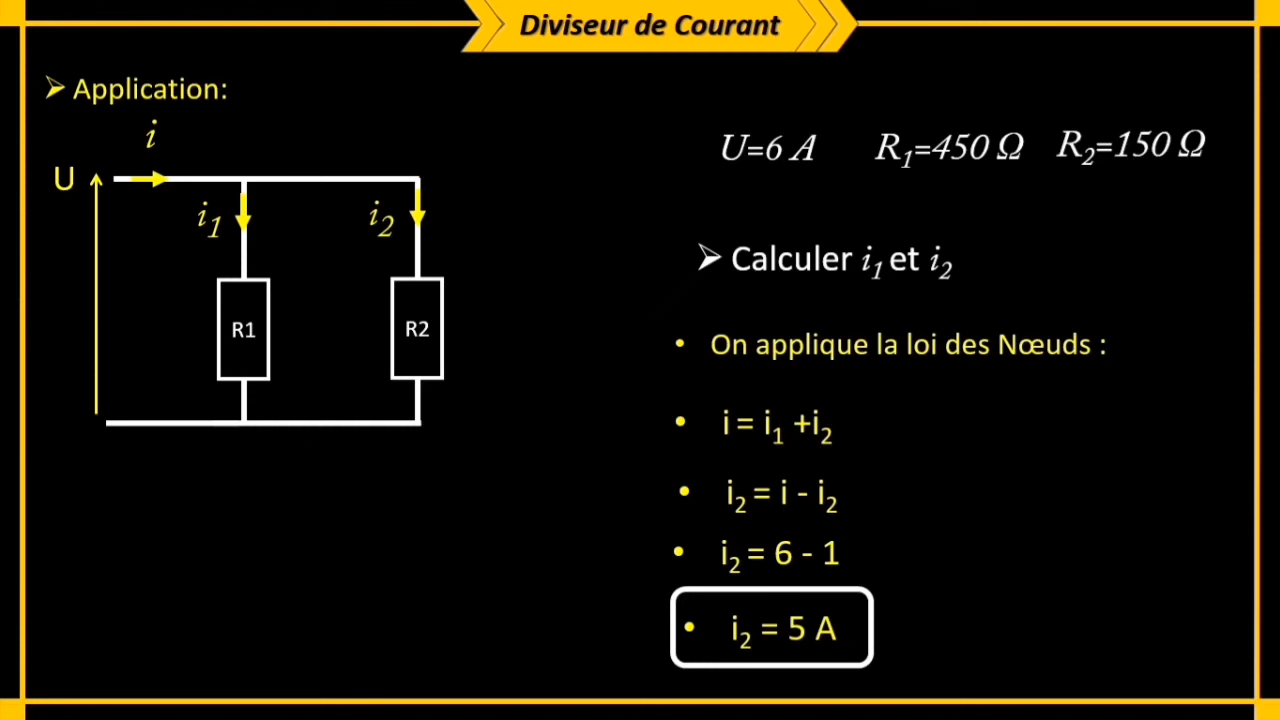 Diviseur de Courant
➢ Application:
i
U
i₁ i₂
R1 R2
U=6 A R₁=450 Ω R₂=150 Ω
➢ Calculer i₁ et i₂
• On applique la loi des Nœuds :
• i = i₁ +i₂
• i₂ = i - i₂
• i₂ = 6 - 1
• i₂ = 5 A